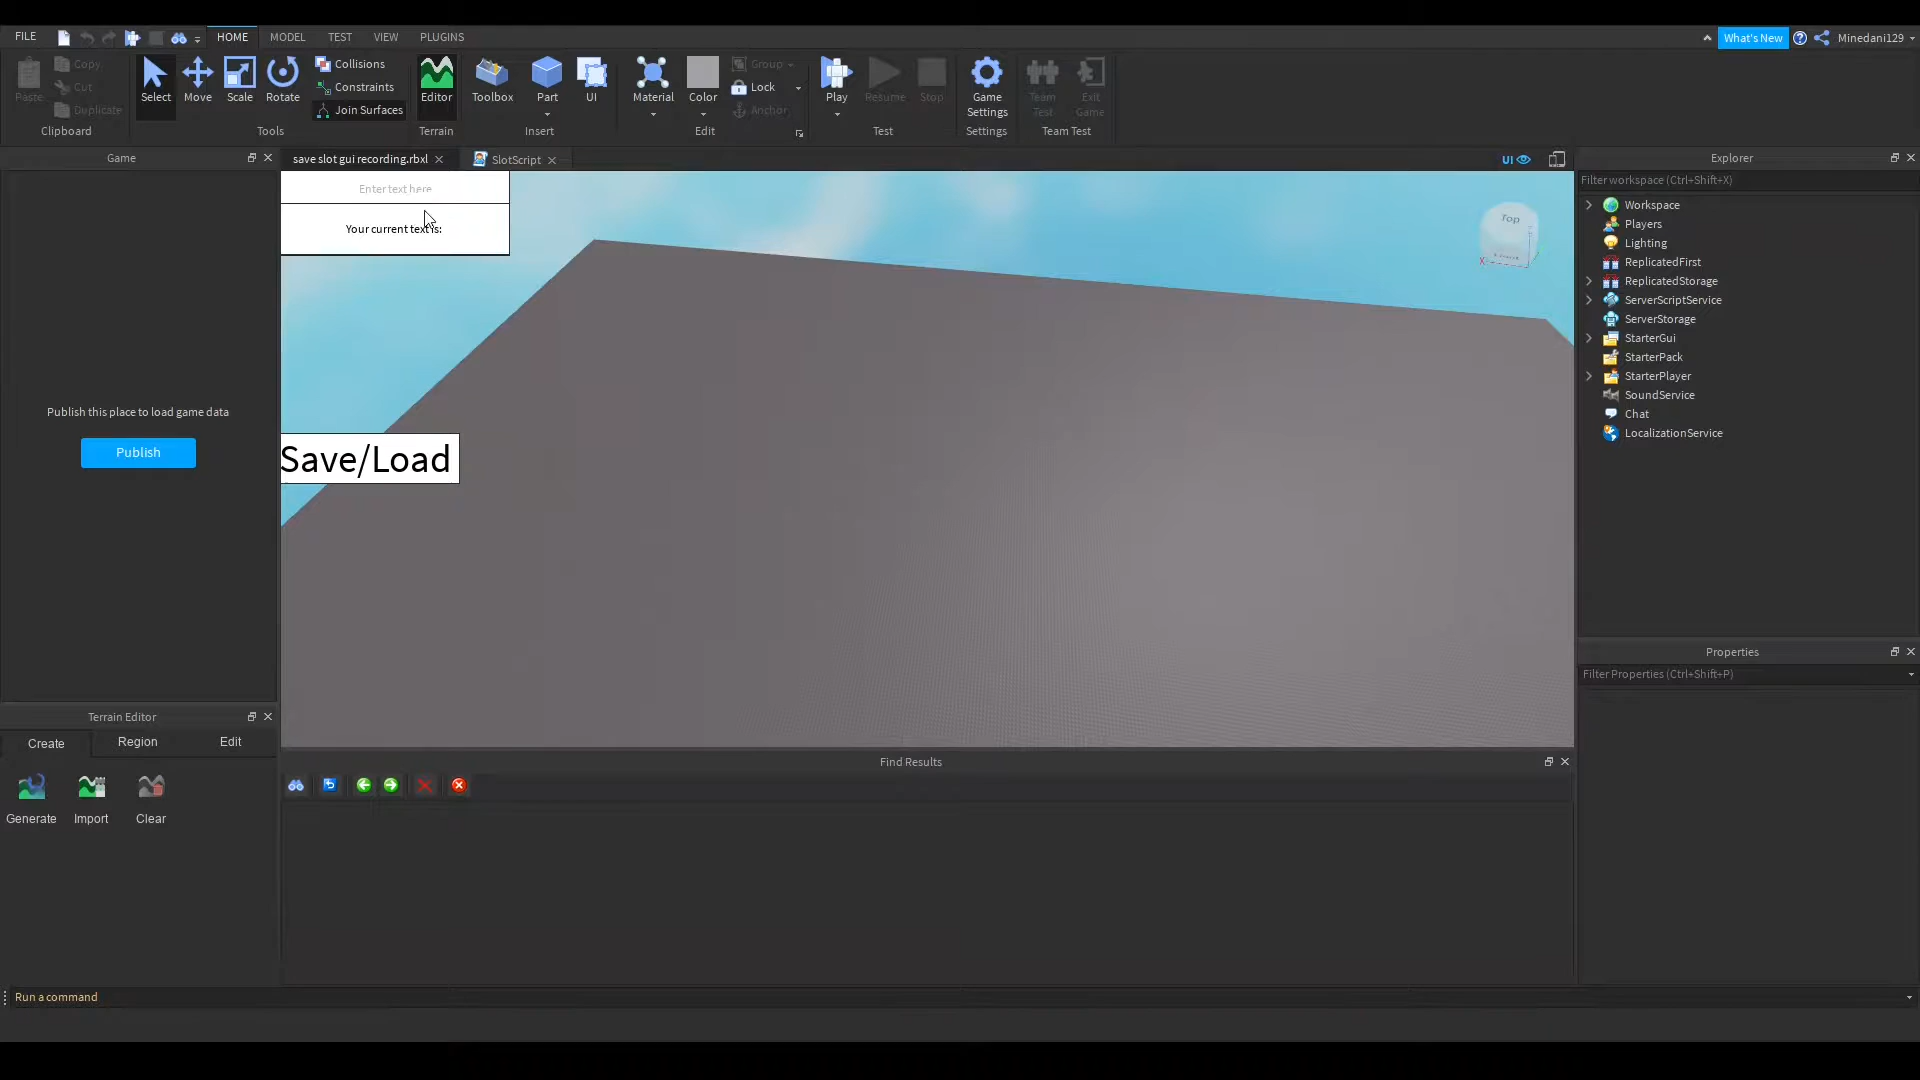 FILE HOME MODEL TEST VIEW PLUGINS What's New Minedani129
Paste Copy Cut Duplicate
Clipboard
Select Move Scale Rotate Collisions Constraints Join Surfaces
Tools
Editor
Terrain
Toolbox Part UI
Insert
Material Color Group Lock Anchor
Edit
Play Resume Stop
Test
Game Settings
Settings
Team Test Exit Game
Team Test
Game
Publish this place to load game data
Publish
Terrain Editor
Create Region Edit
Generate Import Clear
save slot gui recording.rbxl SlotScript UI
Enter text here
Your current text is:
Save/Load
Top
X
Find Results
Explorer
Filter workspace (Ctrl+Shift+X)
Workspace
Players
Lighting
ReplicatedFirst
ReplicatedStorage
ServerScriptService
ServerStorage
StarterGui
StarterPack
StarterPlayer
SoundService
Chat
LocalizationService
Properties
Filter Properties (Ctrl+Shift+P)
Run a command